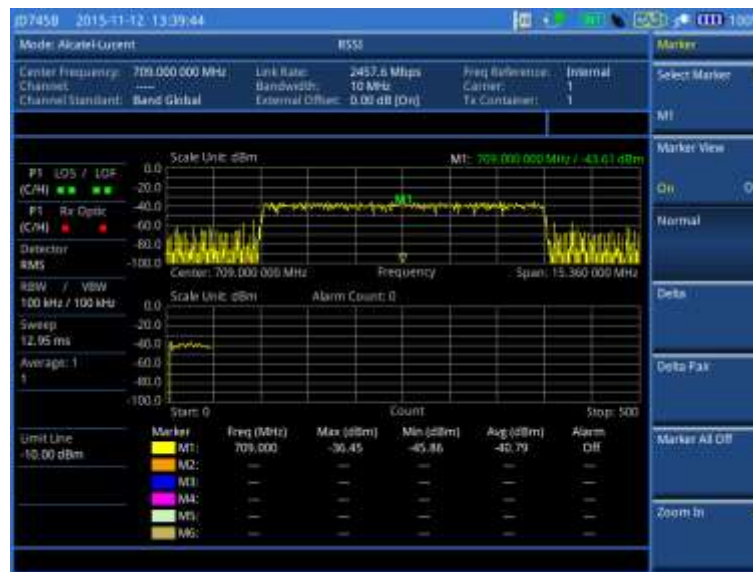 JD745B 2015-11-12 13:39:44 INT 100
Mode: Alcatel-Lucent RSSI Marker
Center Frequency: 709.000 000 MHz Link Rate: 2457.6 Mbps Freq Reference: Internal
Channel: ---- Bandwidth: 10 MHz Carrier: 1
Channel Standard: Band Global External Offset: 0.00 dB [On] Tx Container: 1
Select Marker
M1
Marker View
On O
Normal
Delta
Delta Pair
Marker All Off
Zoom In
P1 LOS / LOF
(C/H)
P1 Rx Optic
(C/H)
Detector
RMS
RBW / VBW
100 kHz / 100 kHz
Sweep
12.95 ms
Average: 1
1
Limit Line
-10.00 dBm
Scale Unit: dBm M1: 709.000 000 MHz / -43.61 dBm
0.0
-20.0
-40.0
-60.0
-80.0
-100.0
M1
Center: 709.000 000 MHz Frequency Span: 15.360 000 MHz
Scale Unit: dBm Alarm Count: 0
0.0
-20.0
-40.0
-60.0
-80.0
-100.0
Start: 0 Count Stop: 500
Marker Freq (MHz) Max (dBm) Min (dBm) Avg (dBm) Alarm
M1: 709.000 -36.45 -45.86 -40.79 Off
M2: --- --- --- --- ---
M3: --- --- --- --- ---
M4: --- --- --- --- ---
M5: --- --- --- --- ---
M6: --- --- --- --- ---